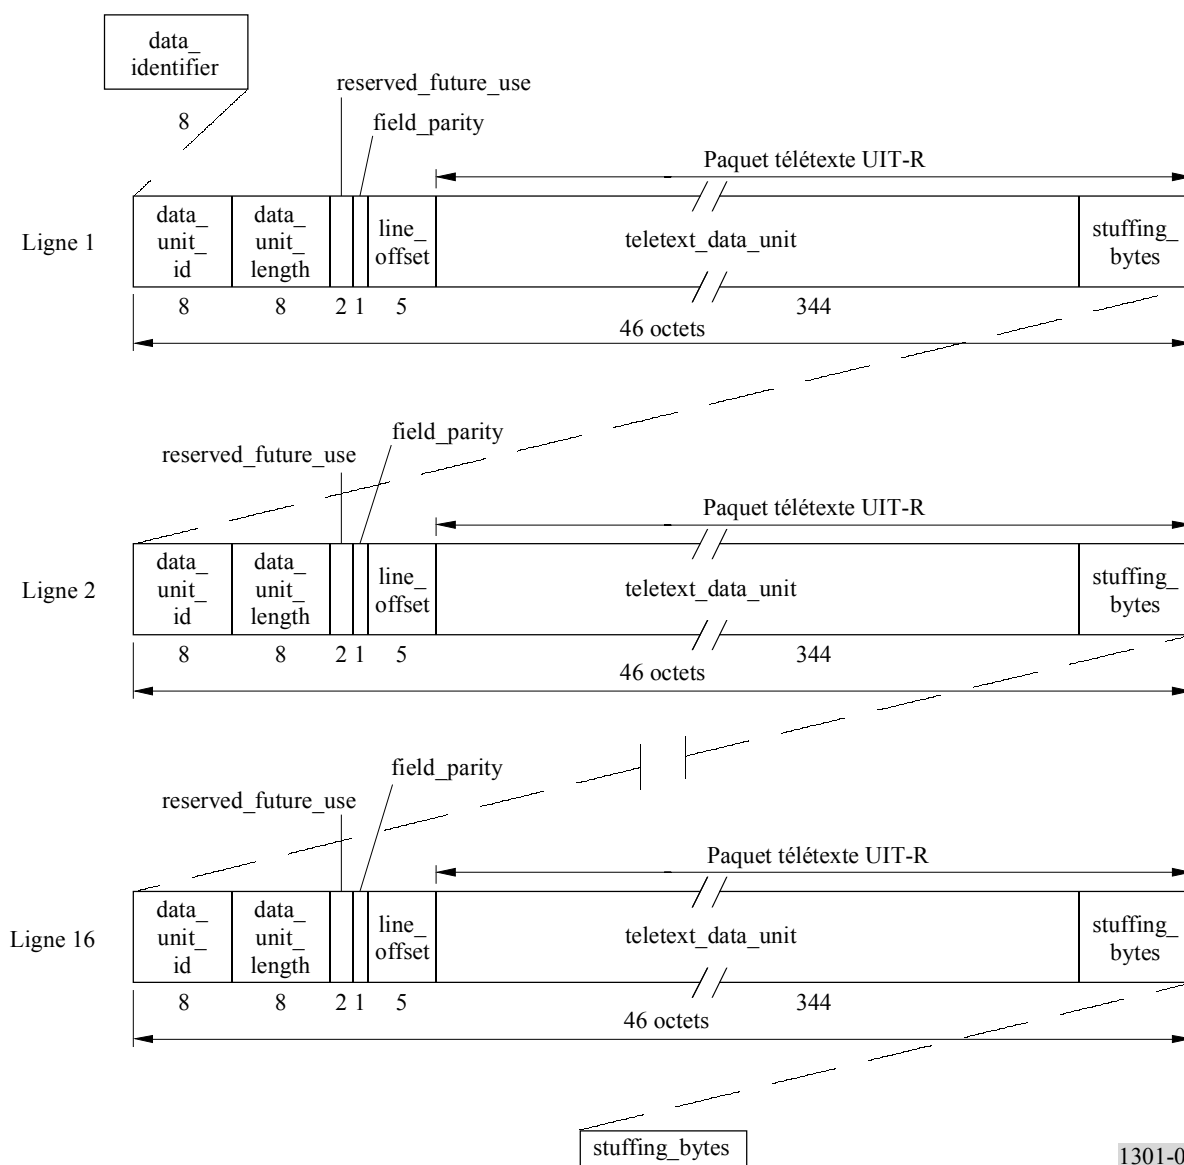 data_
identifier
8
reserved_future_use
field_parity
Paquet télétexte UIT-R
Ligne 1
data_
unit_
id
data_
unit_
length
line_
offset
teletext_data_unit
stuffing_
bytes
8 8 2 1 5 344
46 octets
field_parity
reserved_future_use
Paquet télétexte UIT-R
Ligne 2
data_
unit_
id
data_
unit_
length
line_
offset
teletext_data_unit
stuffing_
bytes
8 8 2 1 5 344
46 octets
field_parity
reserved_future_use
Paquet télétexte UIT-R
Ligne 16
data_
unit_
id
data_
unit_
length
line_
offset
teletext_data_unit
stuffing_
bytes
8 8 2 1 5 344
46 octets
stuffing_bytes
1301-0